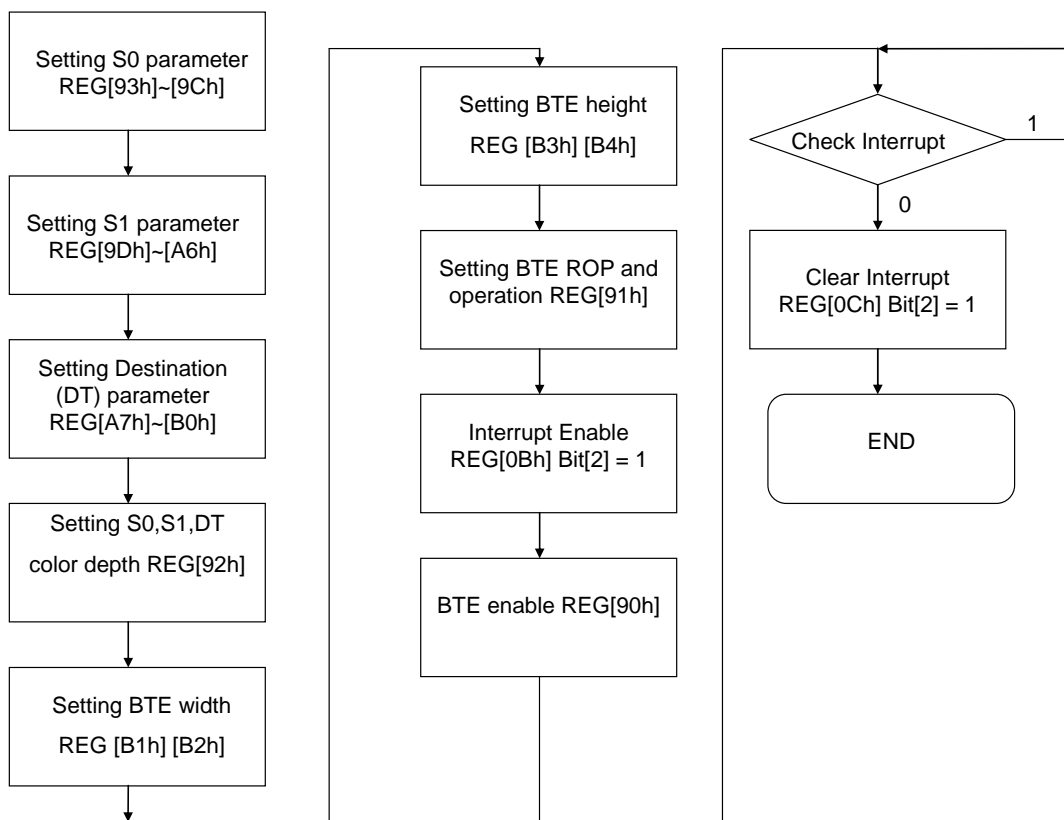 Setting S0 parameter
REG[93h]~[9Ch]
Setting S1 parameter
REG[9Dh]~[A6h]
Setting Destination
(DT) parameter
REG[A7h]~[B0h]
Setting S0,S1,DT
color depth REG[92h]
Setting BTE width
REG [B1h] [B2h]
Setting BTE height
REG [B3h] [B4h]
Setting BTE ROP and
operation REG[91h]
Interrupt Enable
REG[0Bh] Bit[2] = 1
BTE enable REG[90h]
Check Interrupt
1
0
Clear Interrupt
REG[0Ch] Bit[2] = 1
END